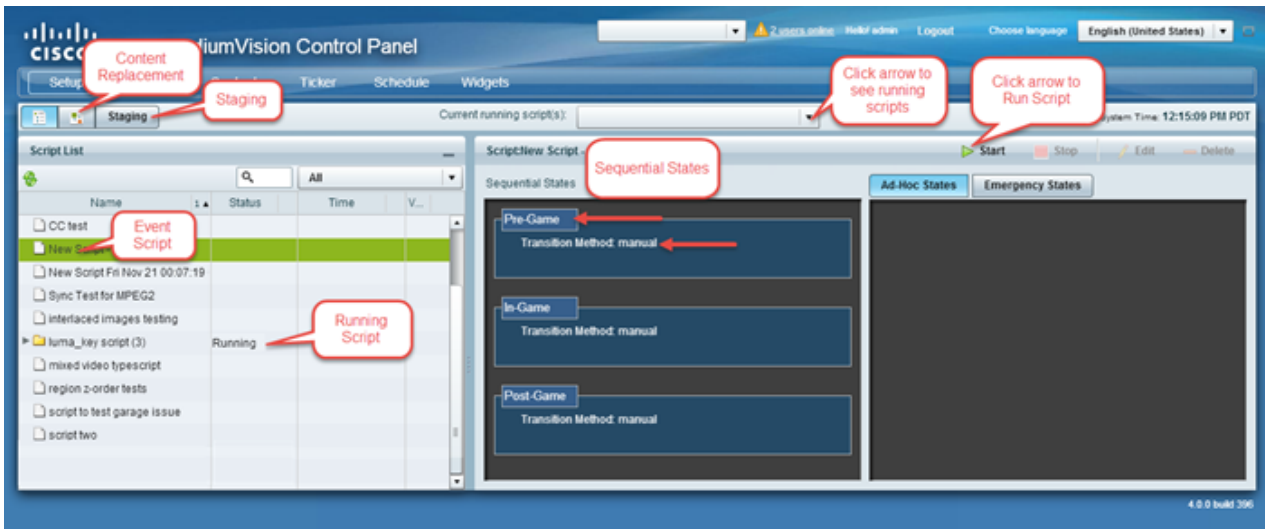 CISCO
diumVision Control Panel
2 users online Hello! admin Logout Choose language English (United States)
Content Replacement
Setup
Ticker Schedule Widgets
Staging
Staging
Current running script(s):
Click arrow to see running scripts
Click arrow to Run Script
System Time: 12:15:09 PM PDT
Script List
Script:New Script -
Start Stop Edit Delete
All
Sequential States
Sequential States
Ad-Hoc States Emergency States
Name 1 Status Time V...
CC test
Event Script
New Script
New Script Fri Nov 21 00:07:19
Sync Test for MPEG2
interlaced images testing
luma_key script (3) Running
Running Script
mixed video typescript
region z-order tests
script to test garage issue
script two
Pre-Game
Transition Method: manual
In-Game
Transition Method: manual
Post-Game
Transition Method: manual
4.0.0 build 396